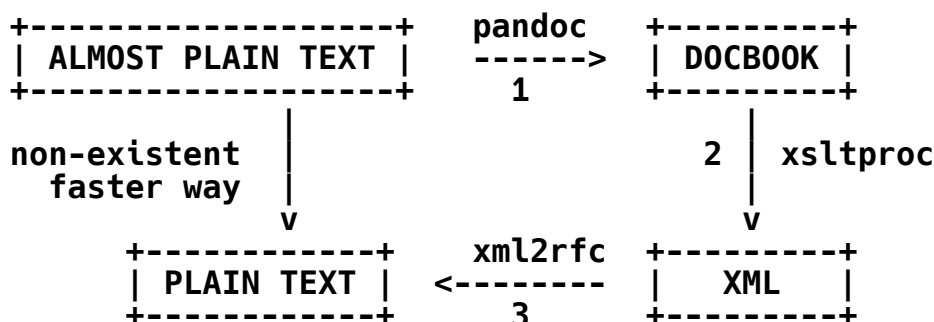 +-------------------+   pandoc   +---------+
| ALMOST PLAIN TEXT |   ------>  | DOCBOOK |
+-------------------+     1      +---------+
              |                       |
non-existent  |                     2 | xsltproc
  faster way  |                       |
              v                       v
      +------------+    xml2rfc  +---------+
      | PLAIN TEXT |  <--------  |   XML   |
      +------------+      3      +---------+